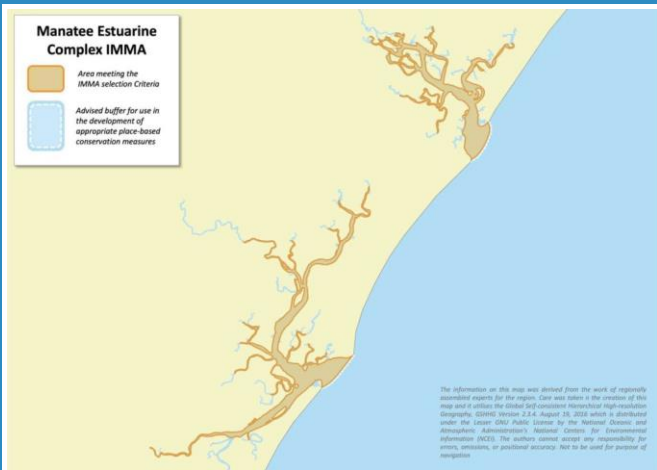 Manatee Estuarine
Complex IMMA
Area meeting the
IMMA selection Criteria
Advised buffer for use in
the development of
appropriate place-based
conservation measures
The information on this map was derived from the work of regionally
assembled experts for the region. Care was taken n the creation of this
map and it utilises the Global Self-consistent Hierarchical High-resolution
Geography, GSHHG Version 2.3.4. August 19, 2016 which is distributed
under the Lesser GNU Public License by the National Oceanic and
Atmospheric Administration's National Centers for Environmental
Information (NCEI). The authors cannot accept any responsibility for
errors, omissions, or positional accuracy. Not to be used for purpose of
navigation